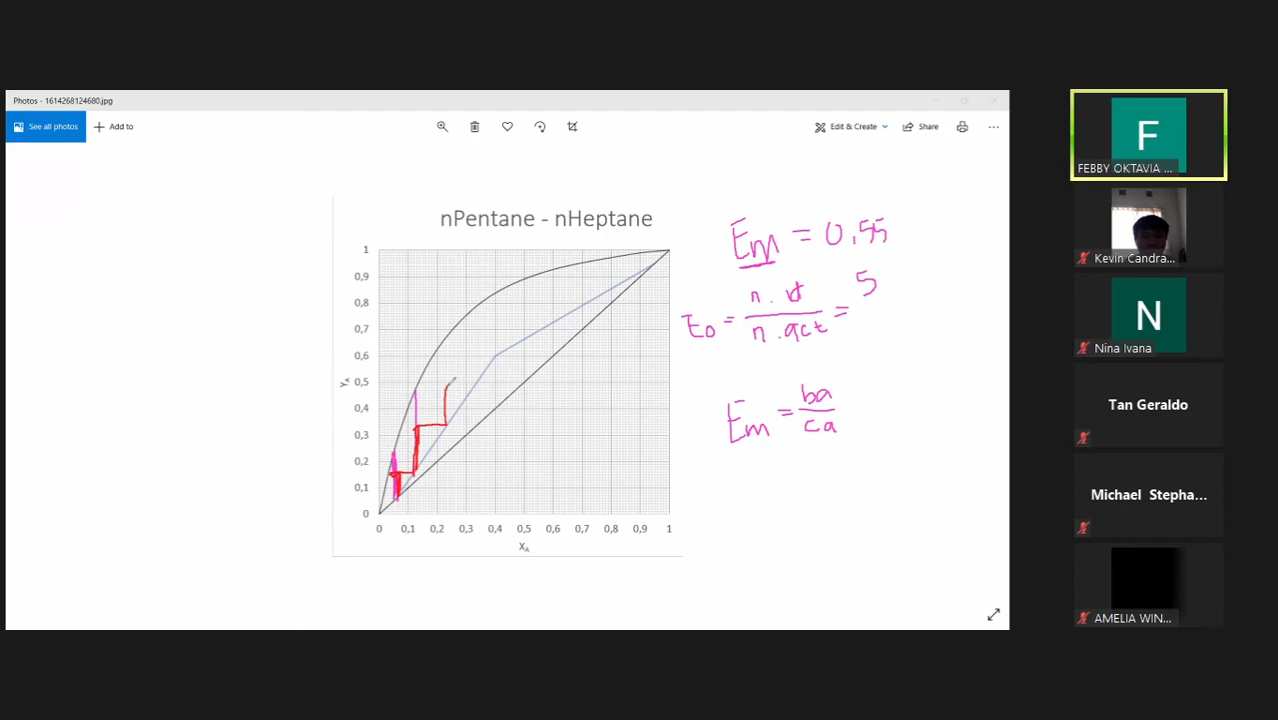 Photos - 1614268124680.jpg
See all photos
Add to
Edit & Create
Share
nPentane - nHeptane
1
0,9
0,8
0,7
0,6
0,5
0,4
0,3
0,2
0,1
0
YA
0 0,1 0,2 0,3 0,4 0,5 0,6 0,7 0,8 0,9 1
XA
Em = 0,55
Eo = n. / n.act = 5
Em = ba / ca
F
FEBBY OKTAVIA ...
Kevin Candra...
N
Nina Ivana
Tan Geraldo
Michael Stepha...
AMELIA WIN...